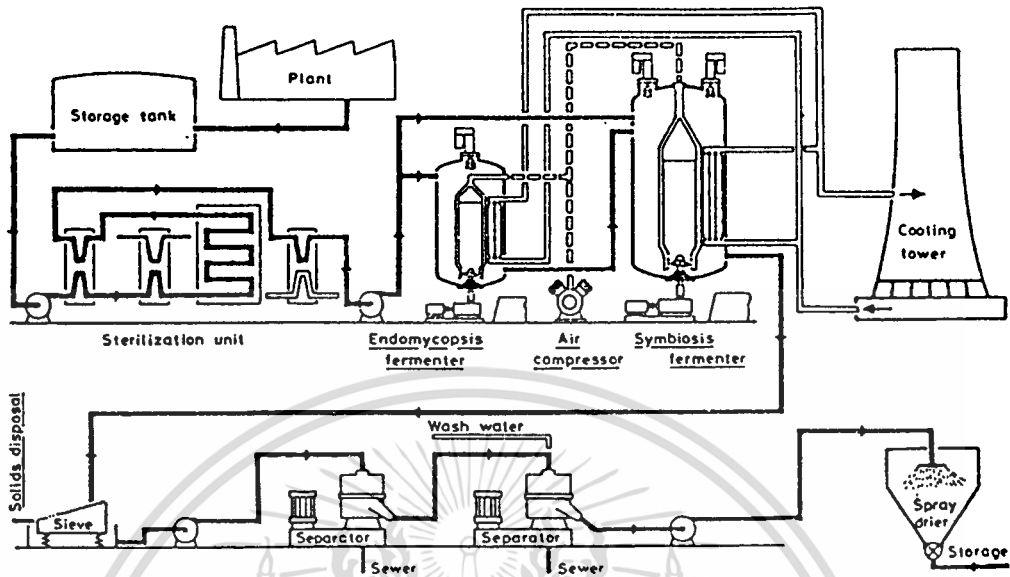 Plant
Storage tank
Cooling
tower
Sterilization unit
Endomycopsis
fermenter
Air
compressor
Symbiosis
fermenter
Solids disposal
Wash water
Sieve
Separator
Separator
Spray
drier
Storage
Sewer
Sewer